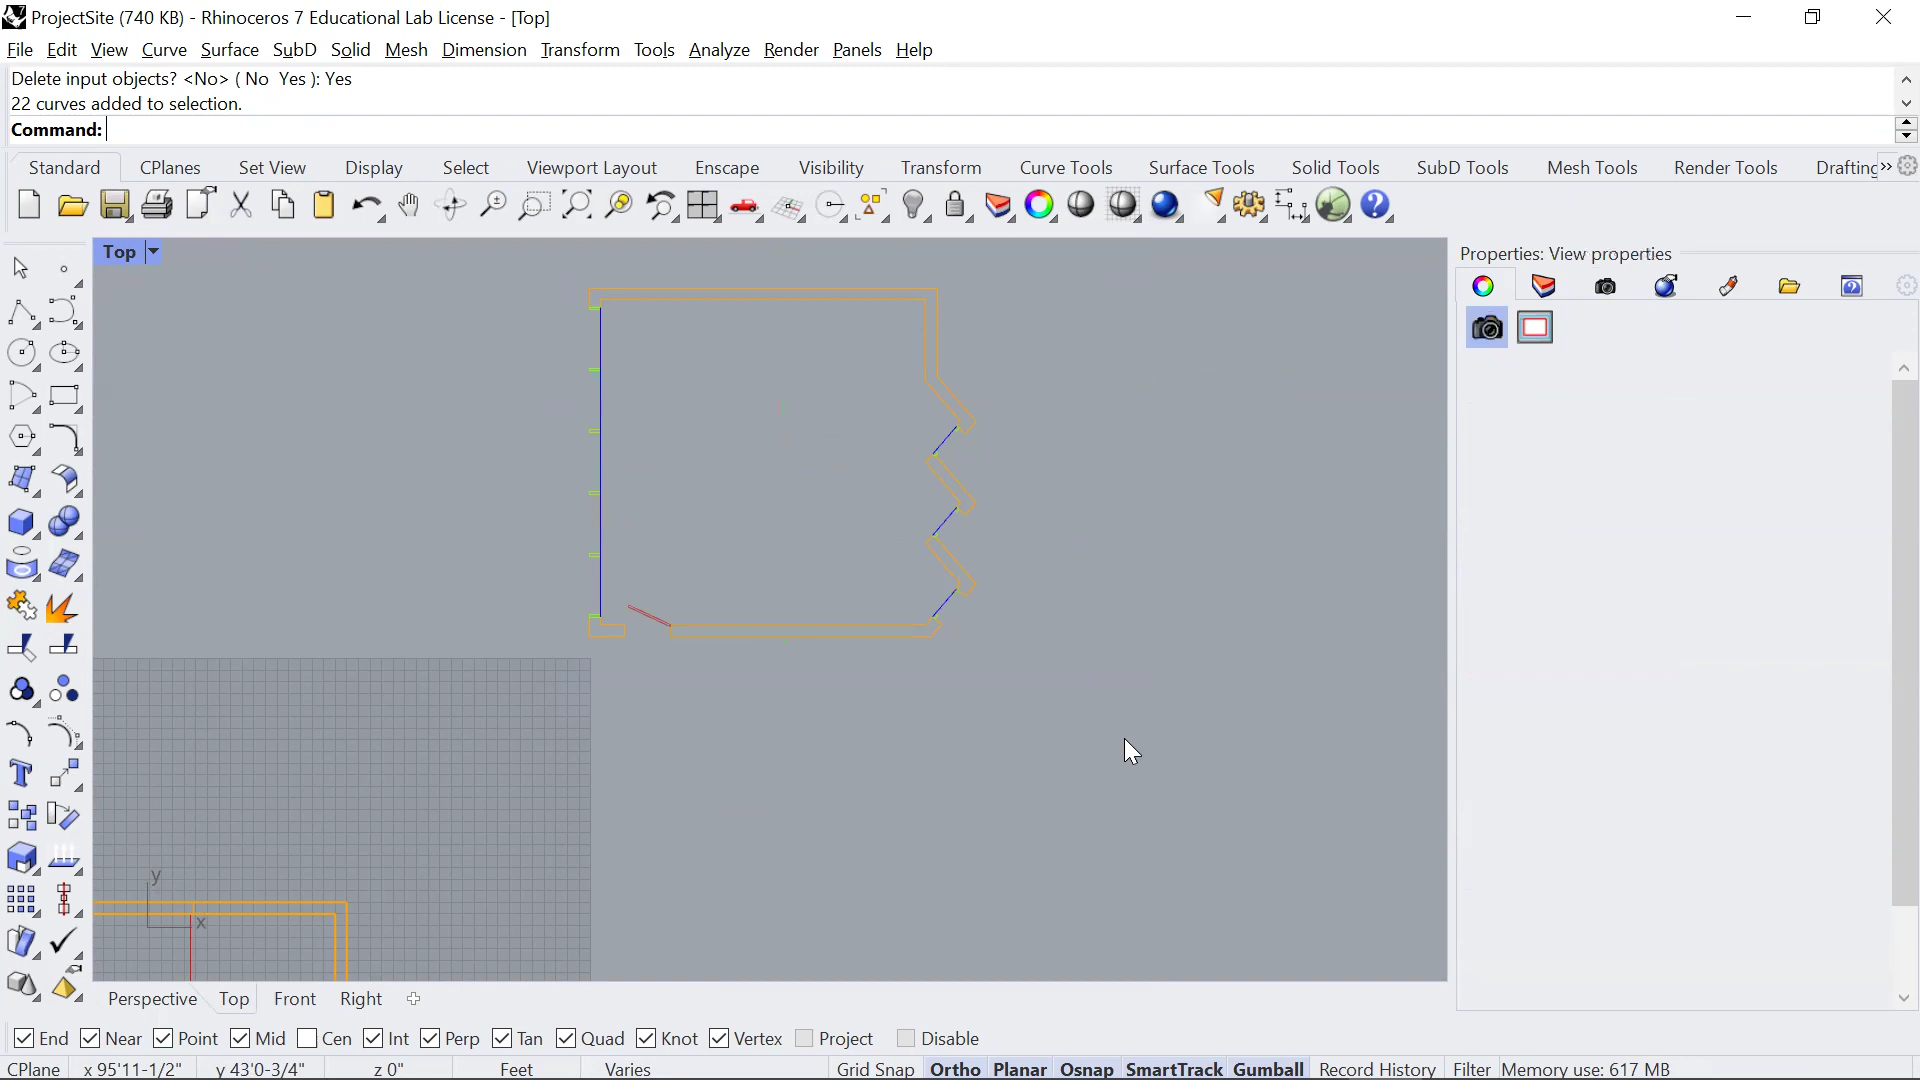 ProjectSite (740 KB) - Rhinoceros 7 Educational Lab License - [Top]
File Edit View Curve Surface SubD Solid Mesh Dimension Transform Tools Analyze Render Panels Help
Delete input objects? <No> ( No Yes ): Yes
22 curves added to selection.
Command:
Standard CPlanes Set View Display Select Viewport Layout Enscape Visibility Transform Curve Tools Surface Tools Solid Tools SubD Tools Mesh Tools Render Tools Drafting »
Top
Properties: View properties
y
x
Perspective Top Front Right
End Near Point Mid Cen Int Perp Tan Quad Knot Vertex Project Disable
CPlane x 95'11-1/2" y 43'0-3/4" z 0" Feet Varies Grid Snap Ortho Planar Osnap SmartTrack Gumball Record History Filter Memory use: 617 MB